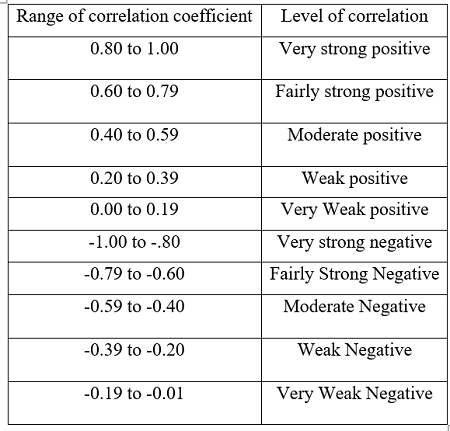 Range of correlation coefficient Level of correlation
0.80 to 1.00 Very strong positive
0.60 to 0.79 Fairly strong positive
0.40 to 0.59 Moderate positive
0.20 to 0.39 Weak positive
0.00 to 0.19 Very Weak positive
-1.00 to -.80 Very strong negative
-0.79 to -0.60 Fairly Strong Negative
-0.59 to -0.40 Moderate Negative
-0.39 to -0.20 Weak Negative
-0.19 to -0.01 Very Weak Negative